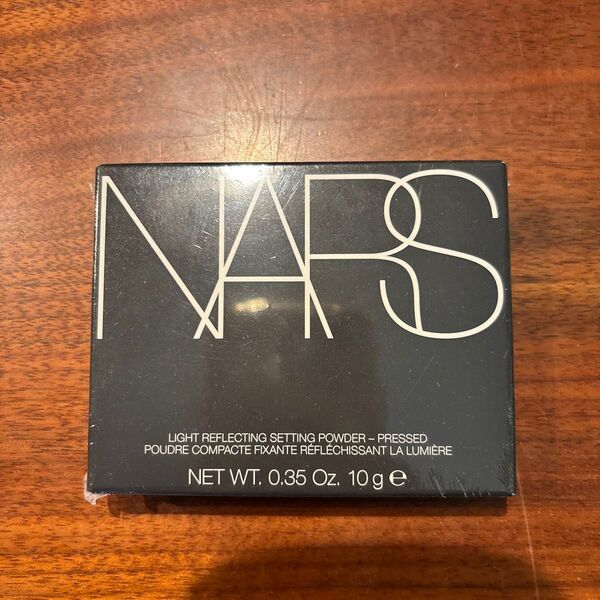 NARS
LIGHT REFLECTING SETTING POWDER – PRESSED
POUDRE COMPACTE FIXANTE RÉFLÉCHISSANT LA LUMIÈRE
NET WT. 0.35 Oz. 10 g ℮